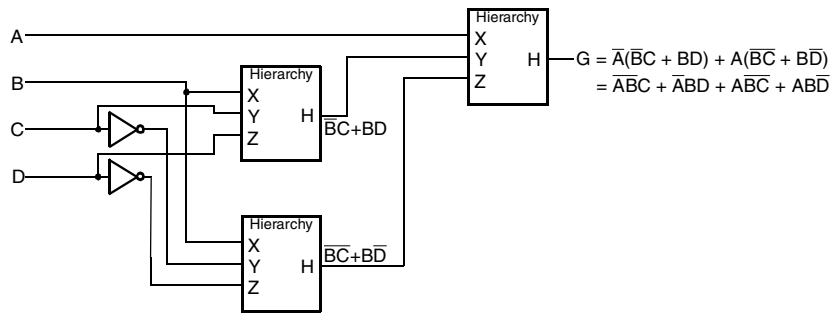 Hierarchy
A
X
Y
Z
H
G = A̅(B̅C + BD) + A(B̅C̅ + BD̅)
= A̅B̅C + A̅BD + AB̅C̅ + ABD̅
B
Hierarchy
X
Y
Z
H
B̅C+BD
C
D
Hierarchy
X
Y
Z
H
B̅C̅+BD̅